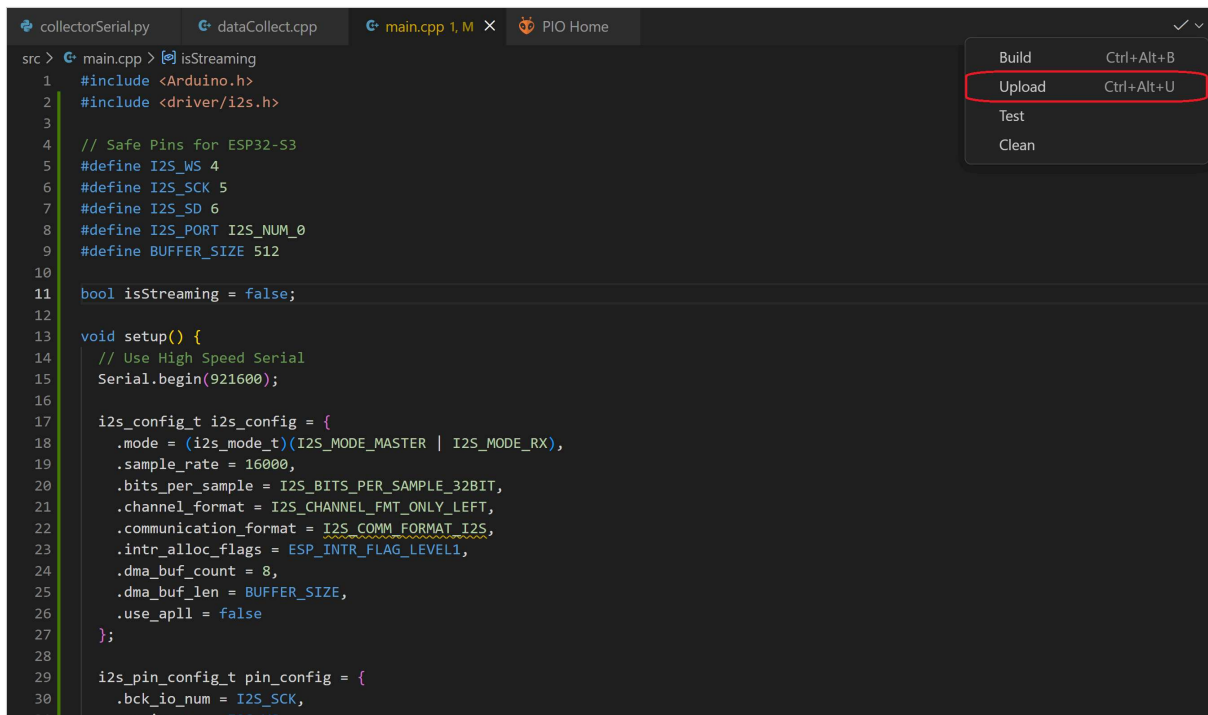 collectorSerial.py dataCollect.cpp main.cpp 1, M PIO Home
src > main.cpp > isStreaming
Build Ctrl+Alt+B
Upload Ctrl+Alt+U
Test
Clean
1 #include <Arduino.h>
2 #include <driver/i2s.h>
3
4 // Safe Pins for ESP32-S3
5 #define I2S_WS 4
6 #define I2S_SCK 5
7 #define I2S_SD 6
8 #define I2S_PORT I2S_NUM_0
9 #define BUFFER_SIZE 512
10
11 bool isStreaming = false;
12
13 void setup() {
14 // Use High Speed Serial
15 Serial.begin(921600);
16
17 i2s_config_t i2s_config = {
18 .mode = (i2s_mode_t)(I2S_MODE_MASTER | I2S_MODE_RX),
19 .sample_rate = 16000,
20 .bits_per_sample = I2S_BITS_PER_SAMPLE_32BIT,
21 .channel_format = I2S_CHANNEL_FMT_ONLY_LEFT,
22 .communication_format = I2S_COMM_FORMAT_I2S,
23 .intr_alloc_flags = ESP_INTR_FLAG_LEVEL1,
24 .dma_buf_count = 8,
25 .dma_buf_len = BUFFER_SIZE,
26 .use_apll = false
27 };
28
29 i2s_pin_config_t pin_config = {
30 .bck_io_num = I2S_SCK,